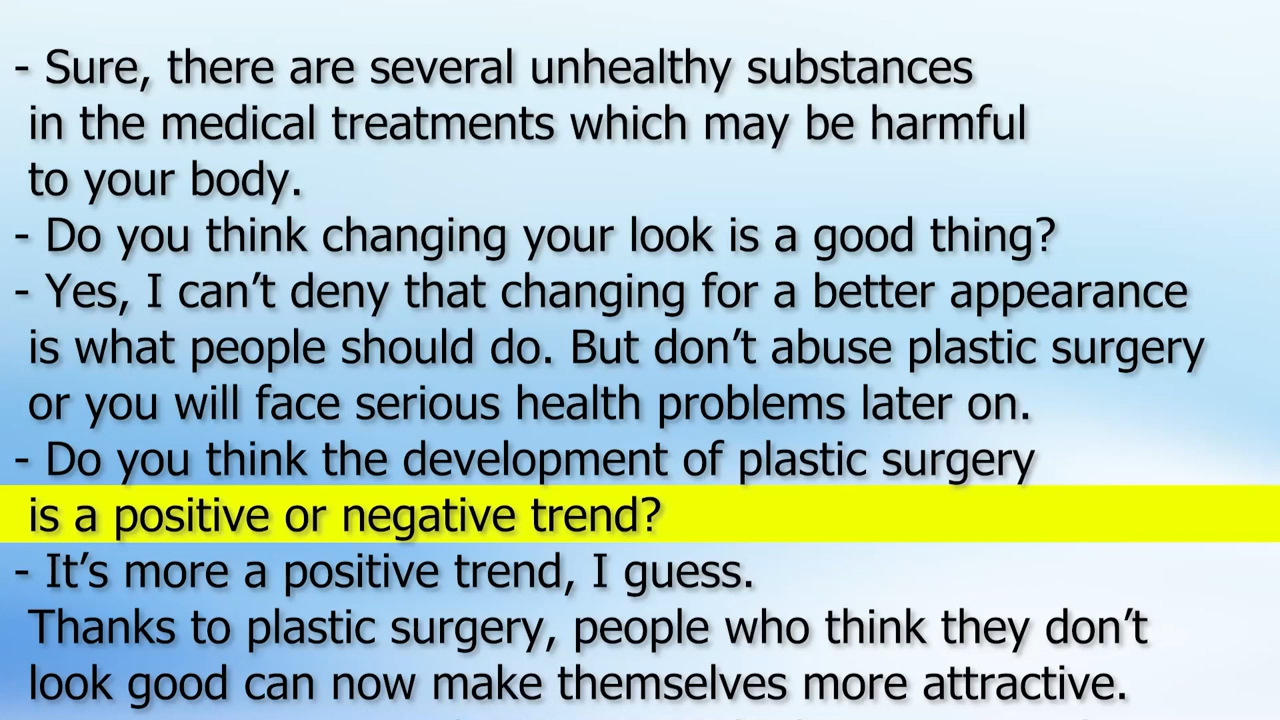 - Sure, there are several unhealthy substances
in the medical treatments which may be harmful
to your body.
- Do you think changing your look is a good thing?
- Yes, I can’t deny that changing for a better appearance
is what people should do. But don’t abuse plastic surgery
or you will face serious health problems later on.
- Do you think the development of plastic surgery
is a positive or negative trend?
- It’s more a positive trend, I guess.
Thanks to plastic surgery, people who think they don’t
look good can now make themselves more attractive.